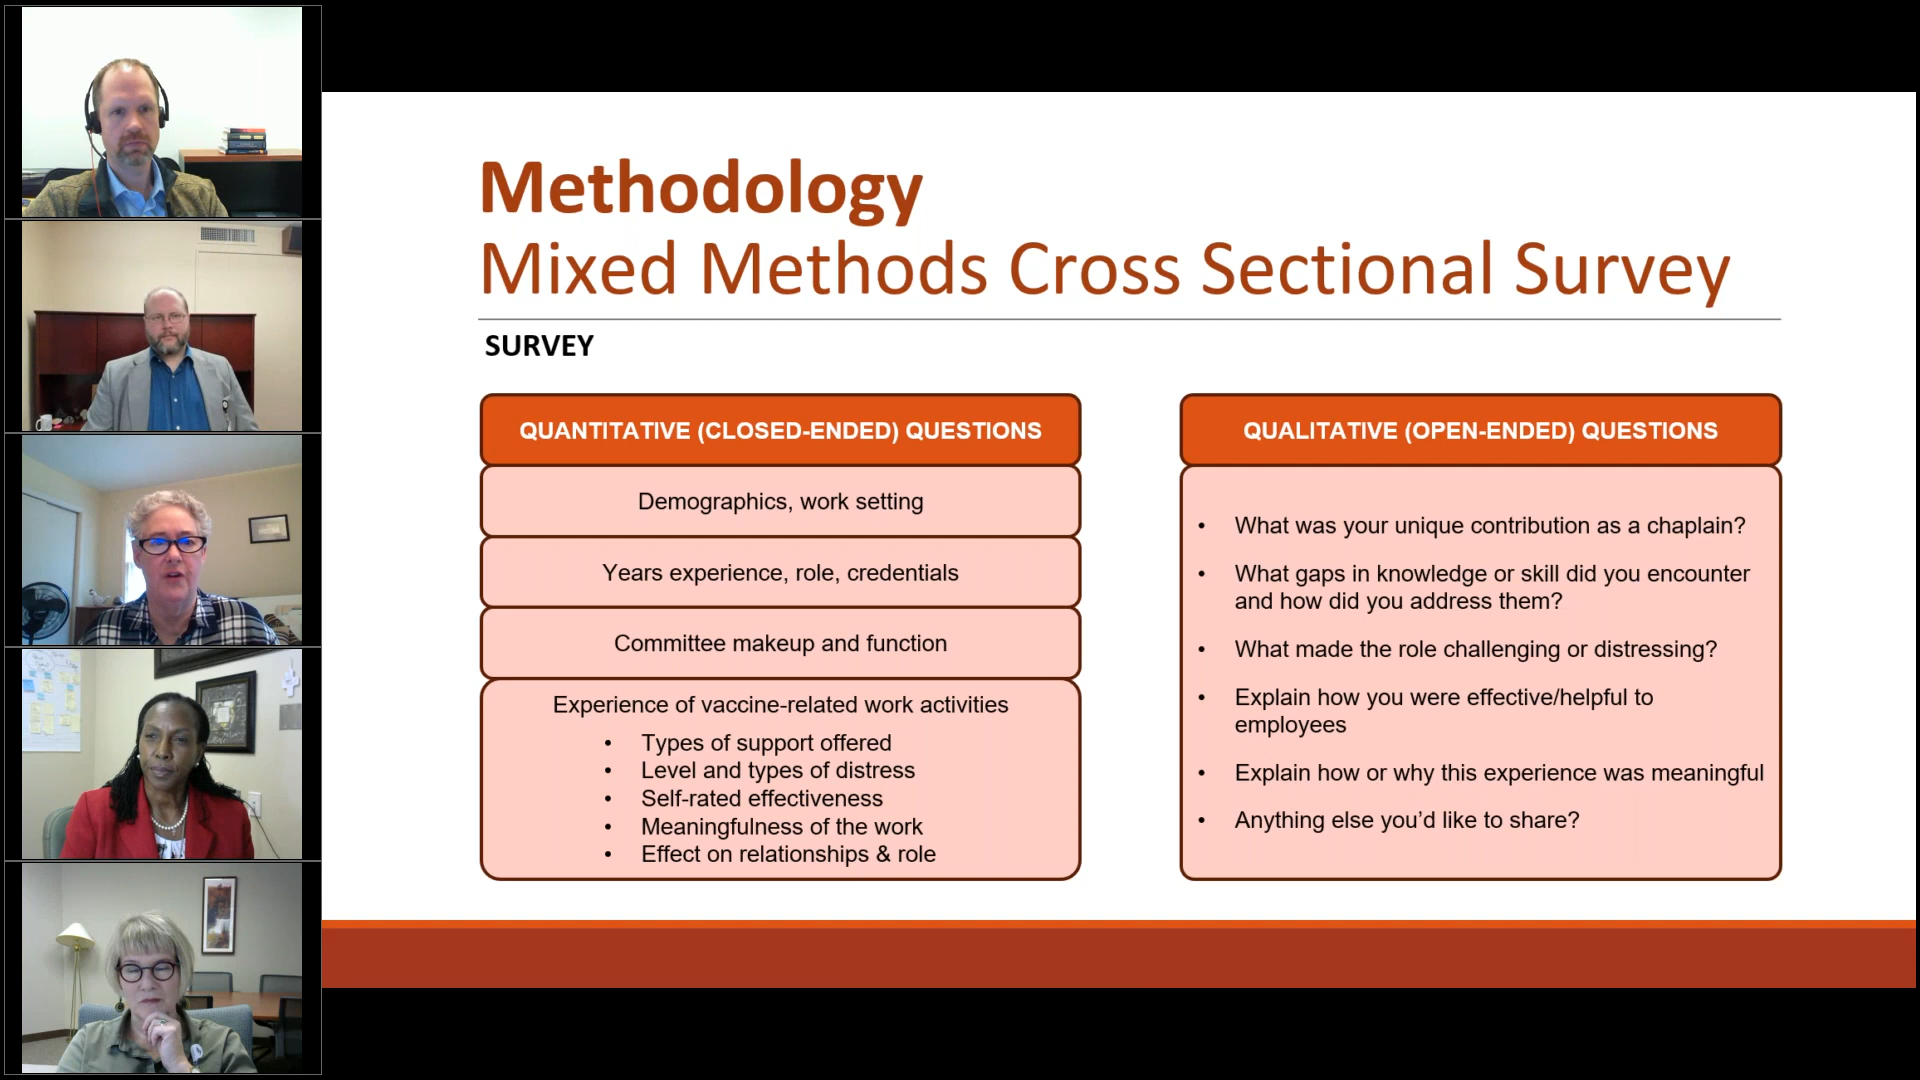 Methodology
Mixed Methods Cross Sectional Survey
SURVEY
QUANTITATIVE (CLOSED-ENDED) QUESTIONS
Demographics, work setting
Years experience, role, credentials
Committee makeup and function
Experience of vaccine-related work activities
• Types of support offered
• Level and types of distress
• Self-rated effectiveness
• Meaningfulness of the work
• Effect on relationships & role
QUALITATIVE (OPEN-ENDED) QUESTIONS
• What was your unique contribution as a chaplain?
• What gaps in knowledge or skill did you encounter
and how did you address them?
• What made the role challenging or distressing?
• Explain how you were effective/helpful to
employees
• Explain how or why this experience was meaningful
• Anything else you’d like to share?